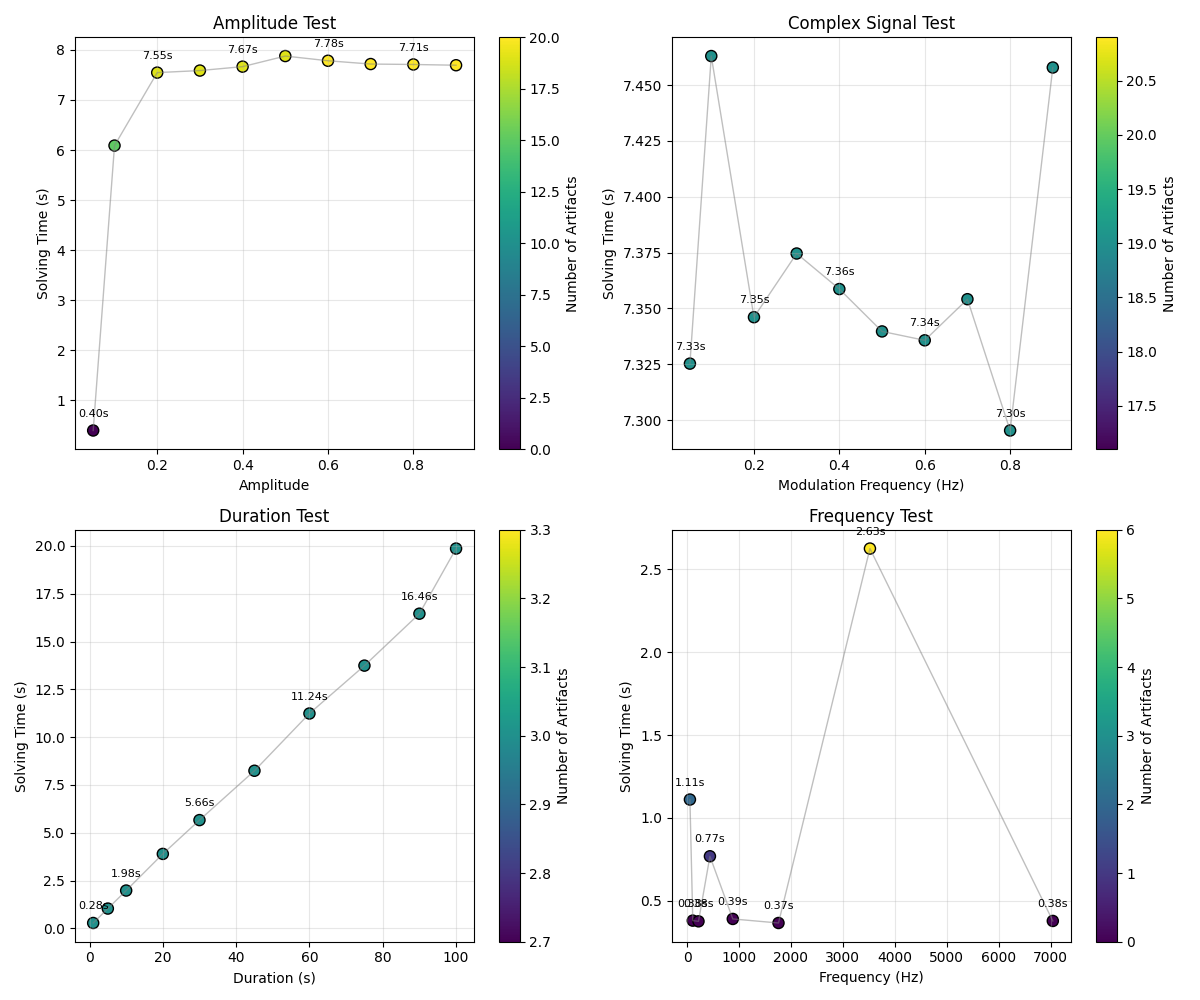 Amplitude Test
8
7
6
5
4
3
2
1
Solving Time (s)
0.40s
7.55s
7.67s
7.78s
7.71s
0.2
0.4
0.6
0.8
Amplitude
20.0
17.5
15.0
12.5
10.0
7.5
5.0
2.5
0.0
Number of Artifacts
Complex Signal Test
7.450
7.425
7.400
7.375
7.350
7.325
7.300
Solving Time (s)
7.33s
7.35s
7.36s
7.34s
7.30s
0.2
0.4
0.6
0.8
Modulation Frequency (Hz)
20.5
20.0
19.5
19.0
18.5
18.0
17.5
Number of Artifacts
Duration Test
20.0
17.5
15.0
12.5
10.0
7.5
5.0
2.5
0.0
Solving Time (s)
0.28s
1.98s
5.66s
11.24s
16.46s
0
20
40
60
80
100
Duration (s)
3.3
3.2
3.1
3.0
2.9
2.8
2.7
Number of Artifacts
Frequency Test
2.5
2.0
1.5
1.0
0.5
Solving Time (s)
1.11s
0.77s
0.39s
0.37s
2.63s
0.38s
0
1000
2000
3000
4000
5000
6000
7000
Frequency (Hz)
6
5
4
3
2
1
0
Number of Artifacts